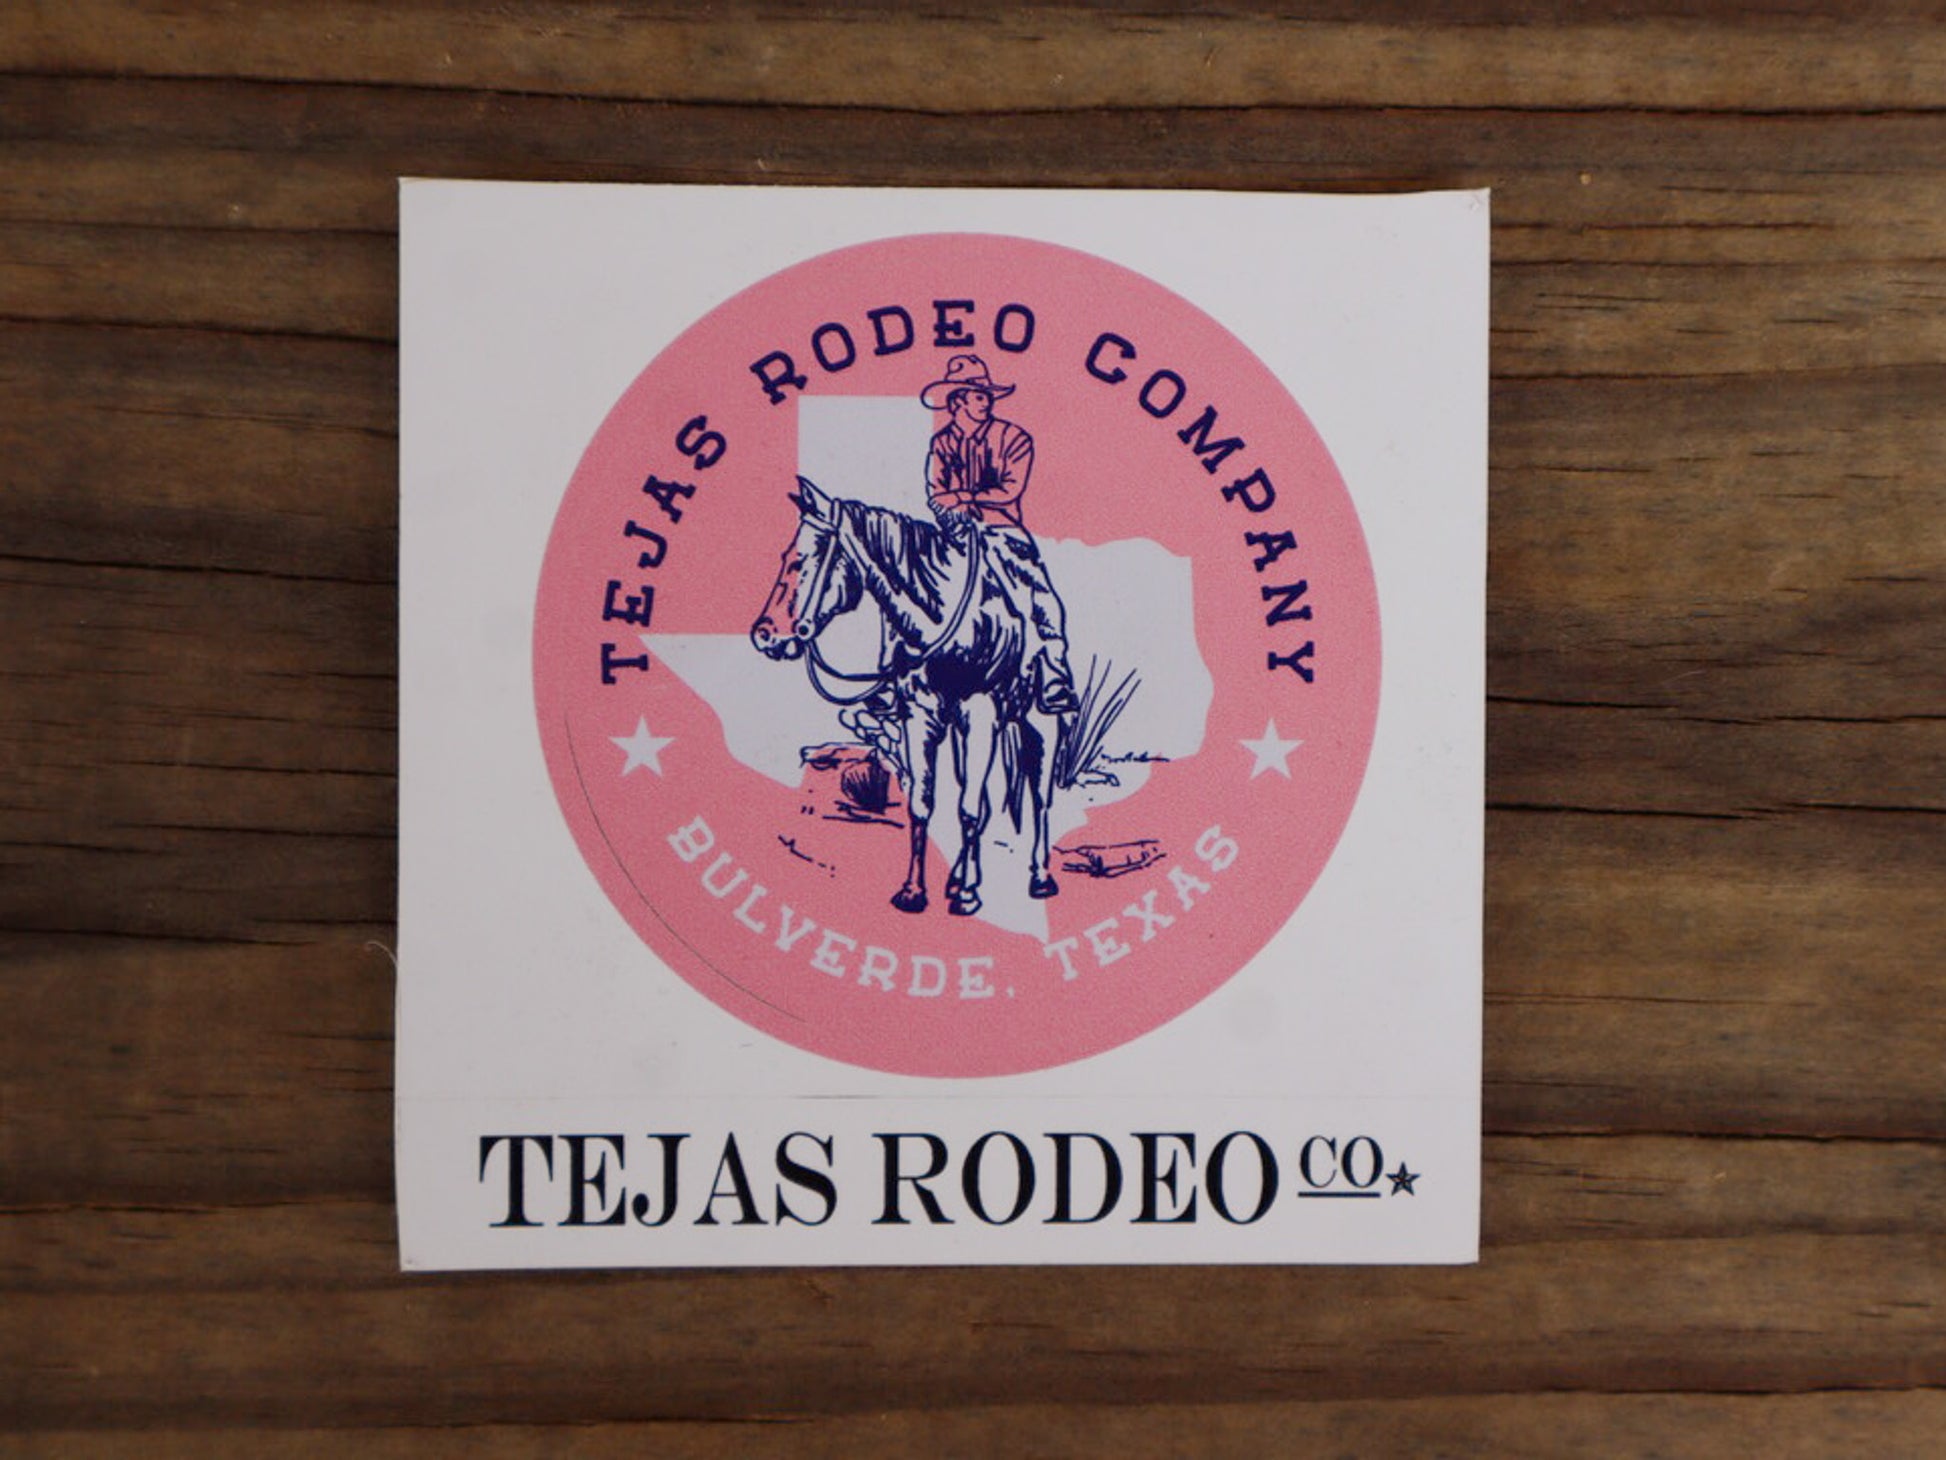 TEJAS RODEO COMPANY
BULVERDE, TEXAS
TEJAS RODEO CO